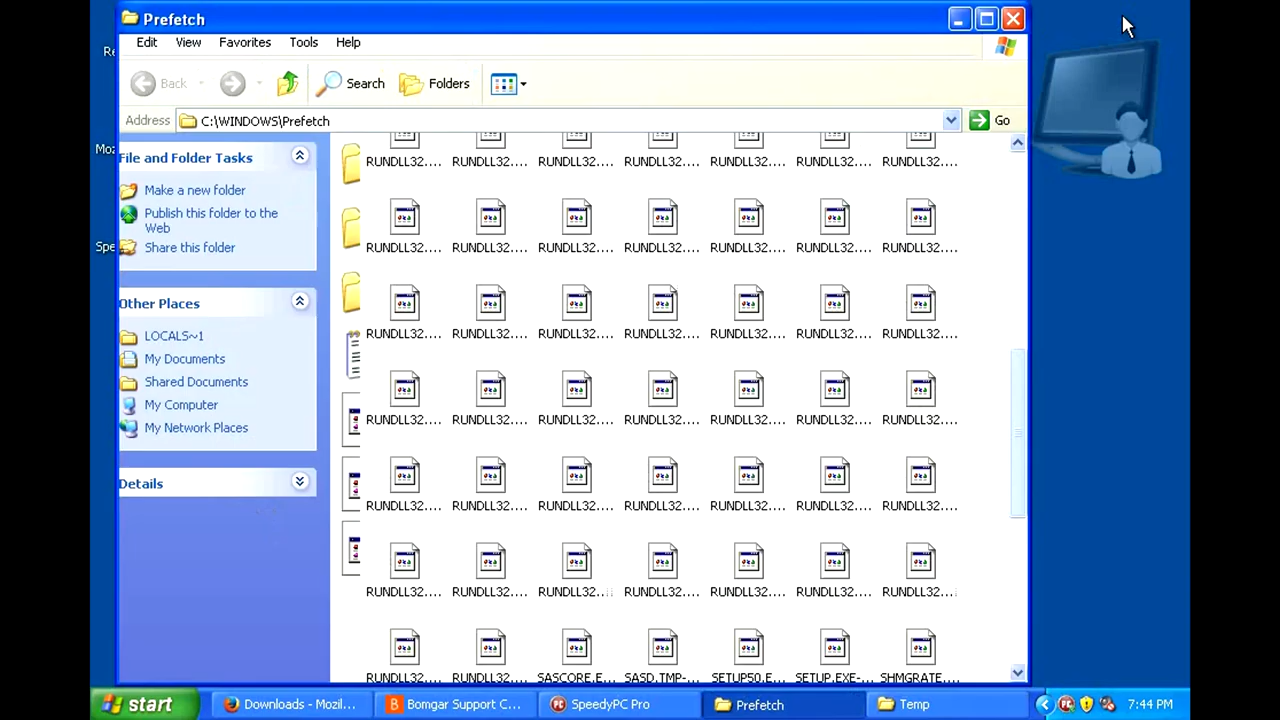 Prefetch
Edit View Favorites Tools Help
Back Search Folders
Address C:\WINDOWS\Prefetch Go
File and Folder Tasks
Make a new folder
Publish this folder to the
Web
Share this folder
Other Places
LOCALS~1
My Documents
Shared Documents
My Computer
My Network Places
Details
RUNDLL32.... RUNDLL32.... RUNDLL32.... RUNDLL32.... RUNDLL32.... RUNDLL32.... RUNDLL32....
RUNDLL32.... RUNDLL32.... RUNDLL32.... RUNDLL32.... RUNDLL32.... RUNDLL32.... RUNDLL32....
RUNDLL32.... RUNDLL32.... RUNDLL32.... RUNDLL32.... RUNDLL32.... RUNDLL32.... RUNDLL32....
RUNDLL32.... RUNDLL32.... RUNDLL32.... RUNDLL32.... RUNDLL32.... RUNDLL32.... RUNDLL32....
RUNDLL32.... RUNDLL32.... RUNDLL32.... RUNDLL32.... RUNDLL32.... RUNDLL32.... RUNDLL32....
RUNDLL32.... RUNDLL32.... RUNDLL32.... RUNDLL32.... RUNDLL32.... RUNDLL32.... RUNDLL32....
RUNDLL32.... RUNDLL32.... SASCORE.E... SASD.TMP-... SETUP50.E... SETUP.EXE-... SHMGRATE....
Re
Moz
Spe
start Downloads - Mozil... Bomgar Support C... SpeedyPC Pro Prefetch Temp 7:44 PM